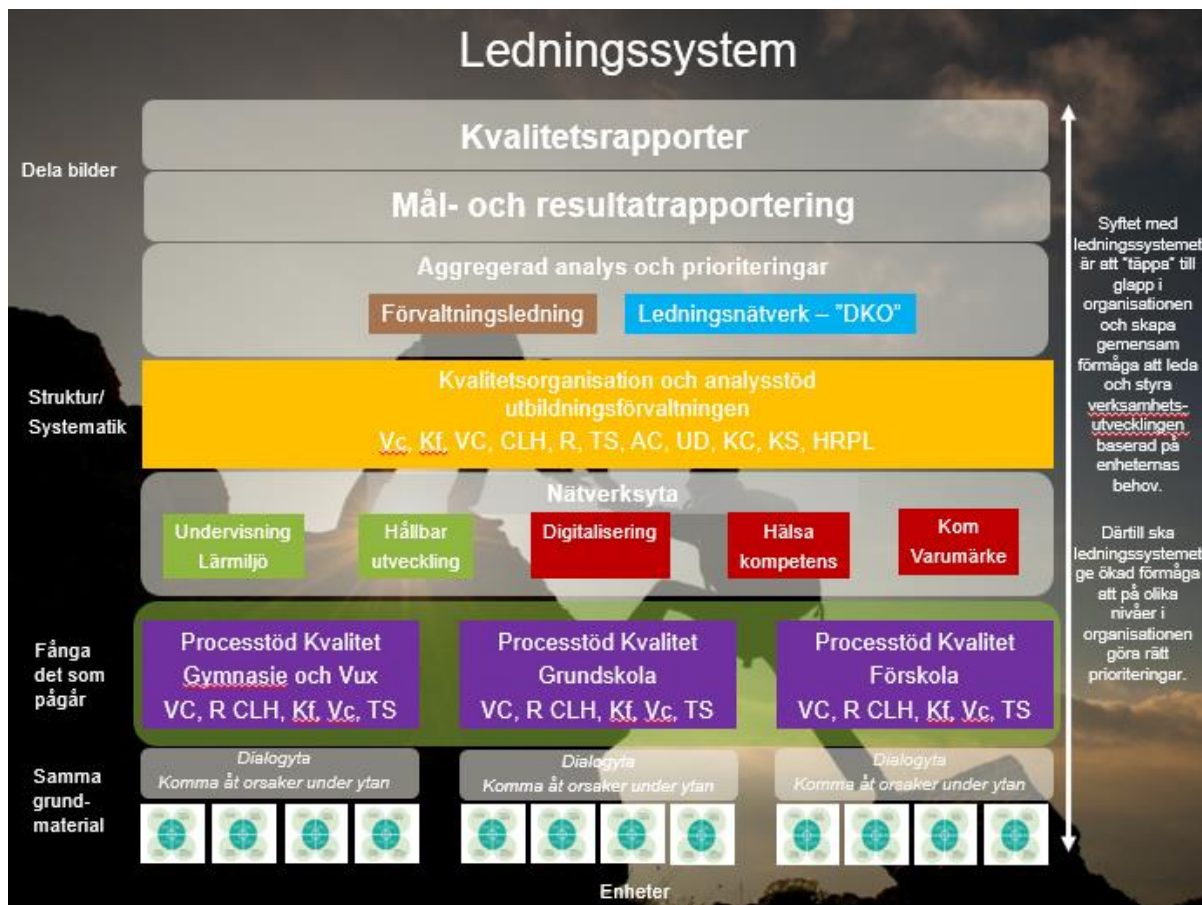 Ledningssystem
Kvalitetsrapporter
Dela bilder
Mål- och resultatrapportering
Aggregerad analys och prioriteringar
Förvaltningsledning
Ledningsnätverk – "DKO"
Struktur/
Systematik
Kvalitetsorganisation och analysstöd
utbildningsförvaltningen
Vc, Kf, VC, CLH, R, TS, AC, UD, KC, KS, HRPL
Nätverksyta
Undervisning
Lärmiljö
Hållbar
utveckling
Digitalisering
Hälsa
kompetens
Kom
Varumärke
Fånga
det som
pågår
Processtöd Kvalitet
Gymnasie och Vux
VC, R CLH, Kf, Vc, TS
Processtöd Kvalitet
Grundskola
VC, R CLH, Kf, Vc, TS
Processtöd Kvalitet
Förskola
VC, R CLH, Kf, Vc, TS
Samma
grund-
material
Dialogyta
Komma åt orsaker under ytan
Dialogyta
Komma åt orsaker under ytan
Dialogyta
Komma åt orsaker under ytan
Enheter
Syftet med
ledningssystemet
är att "täppa" till
glapp i
organisationen
och skapa
gemensam
förmåga att leda
och styra
verksamhets-
utvecklingen
baserad på
enheternas
behov.
Därtill ska
ledningssystemet
ge ökad förmåga
att på olika
nivåer i
organisationen
göra rätt
prioriteringar.